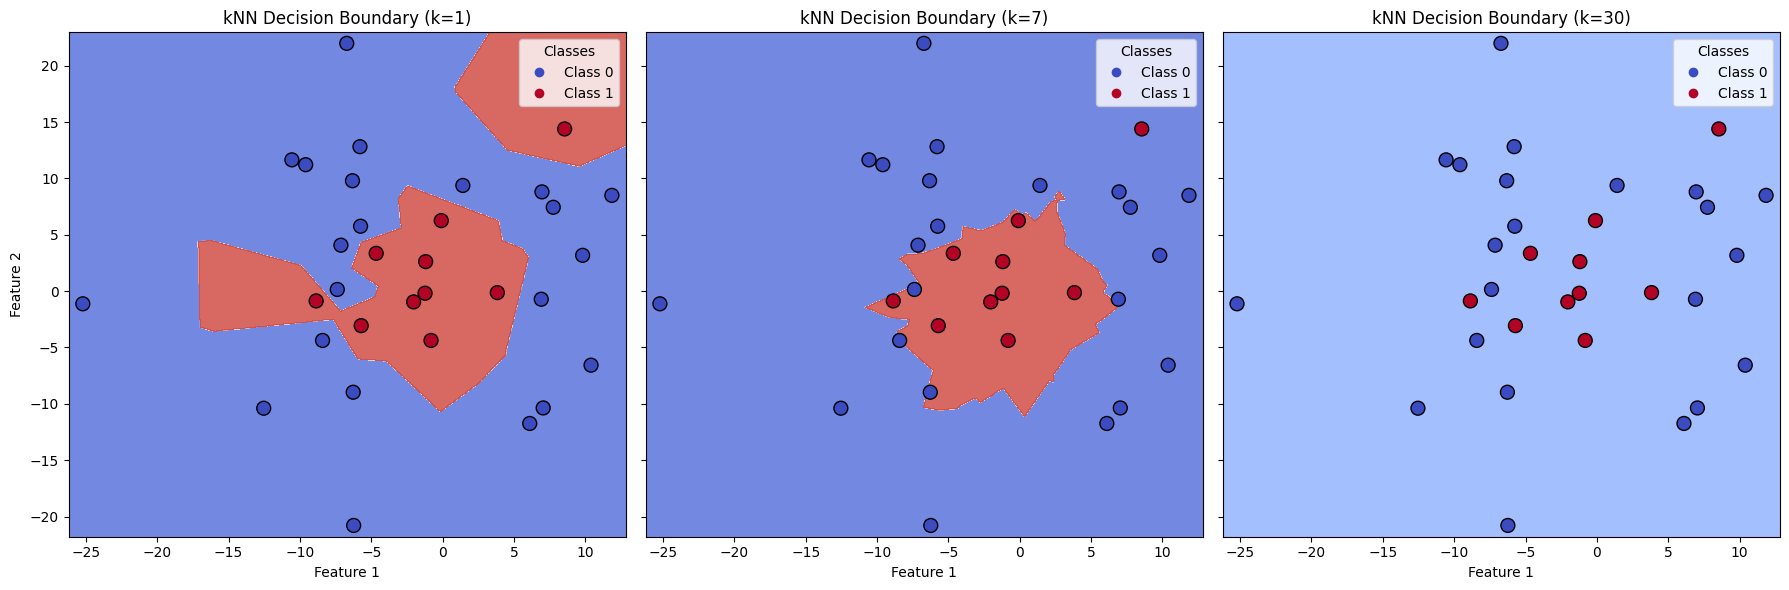 kNN Decision Boundary (k=1)
kNN Decision Boundary (k=7)
kNN Decision Boundary (k=30)
Classes
Class 0
Class 1
Classes
Class 0
Class 1
Classes
Class 0
Class 1
20
15
10
5
0
−5
−10
−15
−20
Feature 2
−25 −20 −15 −10 −5 0 5 10
−25 −20 −15 −10 −5 0 5 10
−25 −20 −15 −10 −5 0 5 10
Feature 1
Feature 1
Feature 1